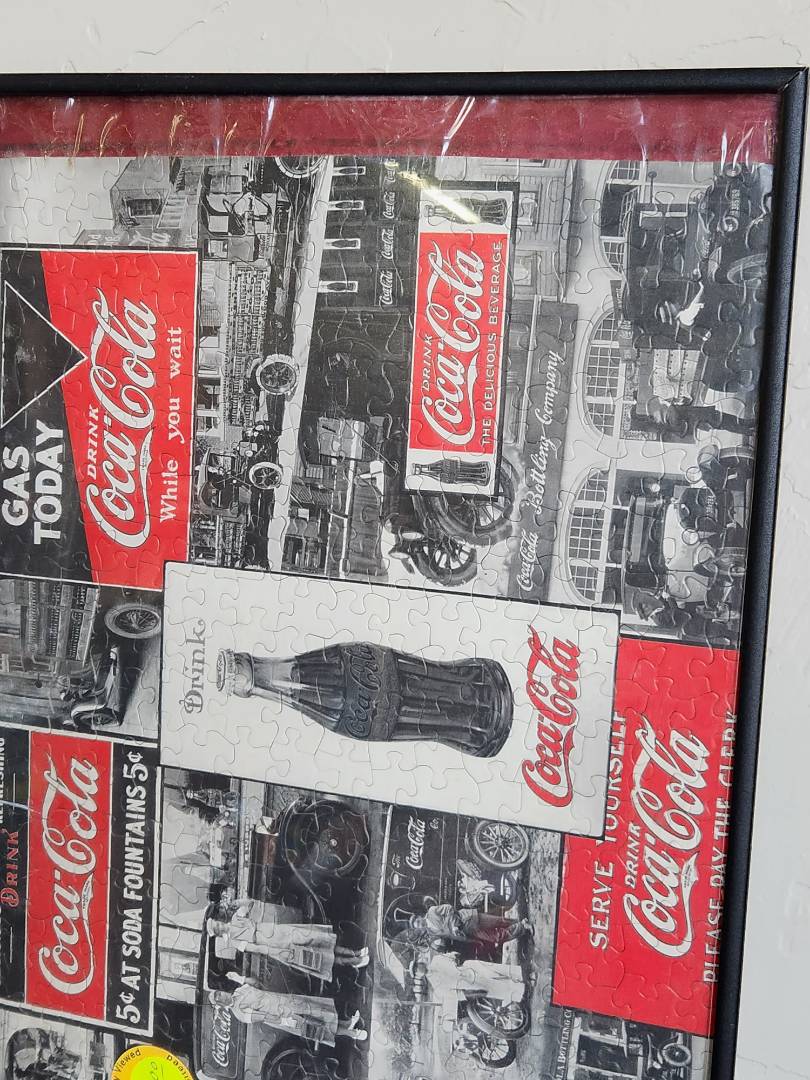 GAS
TODAY
DRINK
Coca-Cola
While you wait
Coca-Cola
Coca-Cola
Coca-Cola
DRINK
Coca-Cola
THE DELICIOUS BEVERAGE
Coca-Cola Bottling Company
Drink
Coca-Cola
Coca-Cola
SERVE YOURSELF
DRINK
Coca-Cola
PLEASE PAY THE CLERK
REFRESHING
DRINK
Coca-Cola
5¢ AT SODA FOUNTAINS 5¢
Coca-Cola
Coca-Cola
Viewed